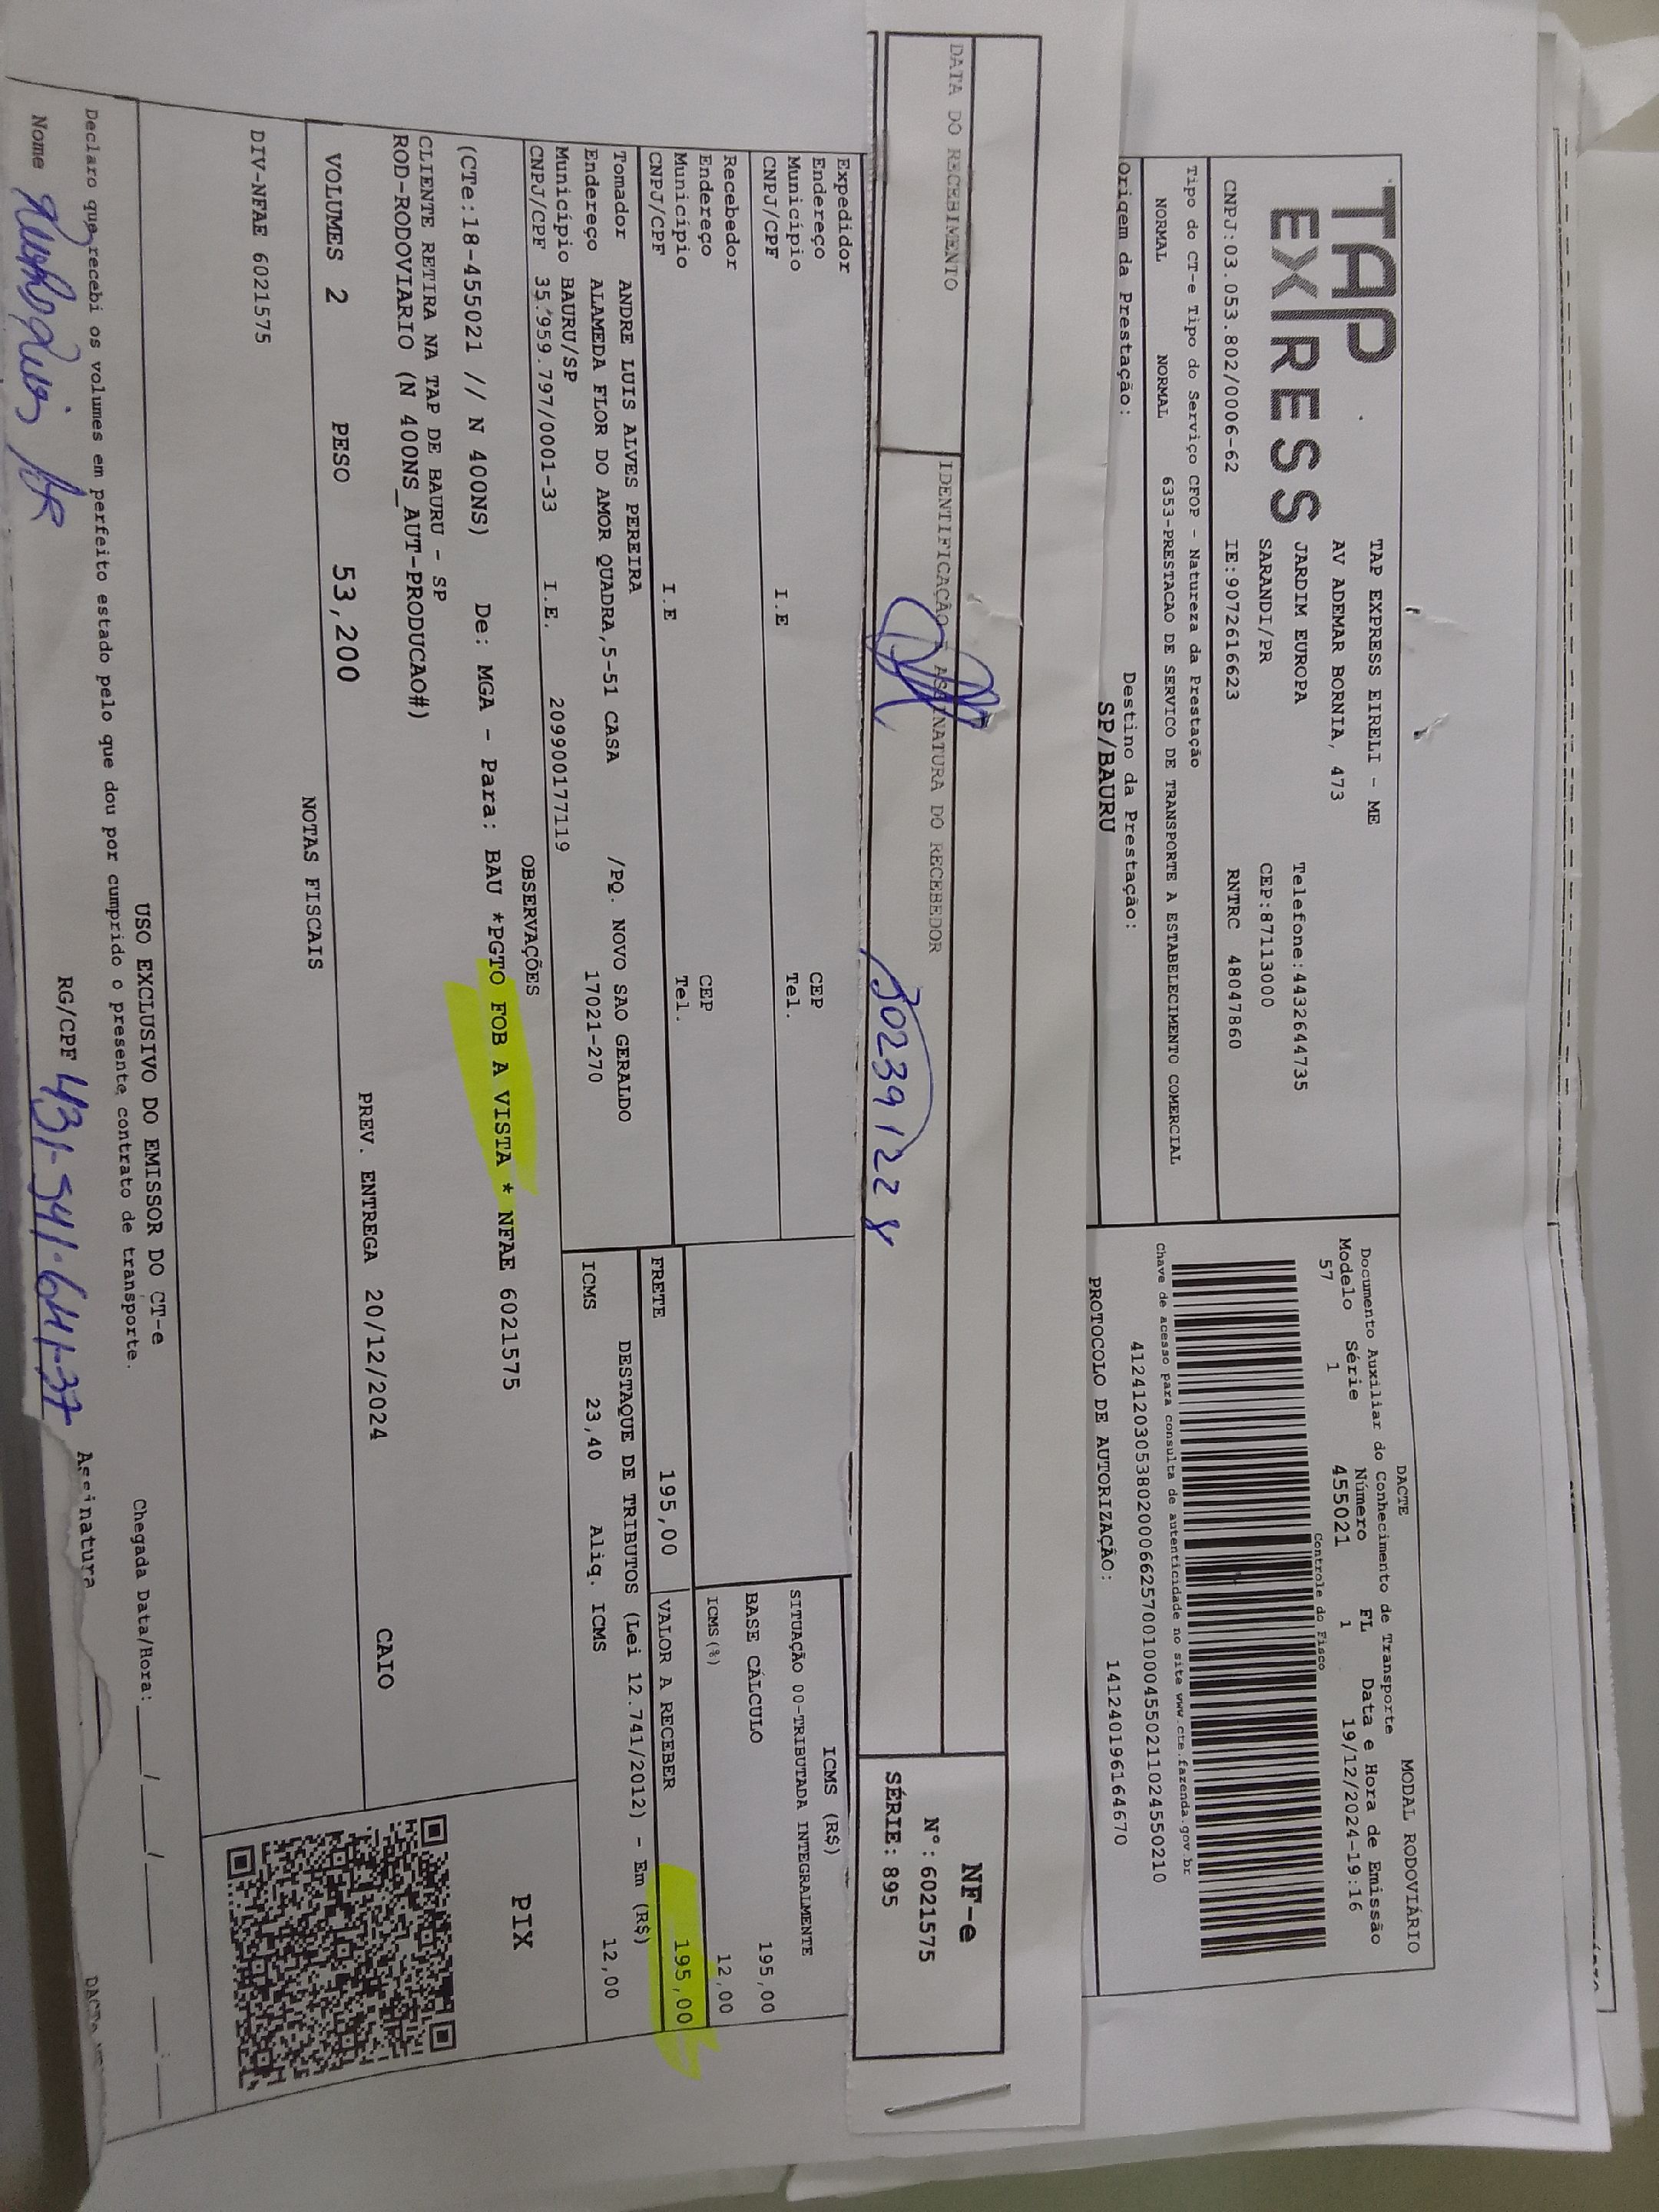 TAP EXPRESS
TAP EXPRESS EIRELI - ME
AV ADEMAR BORNIA, 473
JARDIM EUROPA
SARANDI/PR
Telefone:4432644735
CEP:87113000
CNPJ:03.053.802/0006-62 IE:9072616623 RNTRC 48047860
Tipo do CT-e Tipo do Serviço CFOP - Natureza da Prestação
NORMAL NORMAL 6353-PRESTACAO DE SERVICO DE TRANSPORTE A ESTABELECIMENTO COMERCIAL
Origem da Prestação: Destino da Prestação:
SP/BAURU
DACTE MODAL RODOVIÁRIO
Documento Auxiliar do Conhecimento de Transporte
Modelo Série Número FL Data e Hora de Emissão
57 1 455021 1 19/12/2024-19:16
Controle do Fisco
Chave de acesso para consulta de autenticidade no site www.cte.fazenda.gov.br
41241203053802000662570010004550211024550210
PROTOCOLO DE AUTORIZAÇÃO: 141240196164670
DATA DO RECEBIMENTO IDENTIFICAÇÃO E ASSINATURA DO RECEBEDOR
302391228
NF-e
N°: 6021575
SÉRIE: 895
Expedidor
Endereço CEP
Município Tel.
CNPJ/CPF I.E
Recebedor
Endereço CEP
Município Tel.
CNPJ/CPF I.E
Tomador ANDRE LUIS ALVES PEREIRA
Endereço ALAMEDA FLOR DO AMOR QUADRA,5-51 CASA /PQ. NOVO SAO GERALDO
Município BAURU/SP 17021-270
CNPJ/CPF 35.959.797/0001-33 I.E. 209900177119
ICMS (R$)
SITUAÇÃO 00-TRIBUTADA INTEGRALMENTE
BASE CÁLCULO 195,00
ICMS(%) 12,00
FRETE 195,00 VALOR A RECEBER 195,00
DESTAQUE DE TRIBUTOS (Lei 12.741/2012) - Em (R$)
ICMS 23,40 Aliq. ICMS 12,00
OBSERVAÇÕES
(CTe:18-455021 // N 400NS) De: MGA - Para: BAU *PGTO FOB A VISTA * NFAE 6021575
CLIENTE RETIRA NA TAP DE BAURU - SP
ROD-RODOVIARIO (N 400NS_AUT-PRODUCAO#)
PIX
VOLUMES 2 PESO 53,200 PREV. ENTREGA 20/12/2024 CAIO
NOTAS FISCAIS
DIV-NFAE 6021575
USO EXCLUSIVO DO EMISSOR DO CT-e
Declaro que recebi os volumes em perfeito estado pelo que dou por cumprido o presente contrato de transporte.
Chegada Data/Hora: ___/___/___ ___:___
Nome RG/CPF 431.541.641-37 Assinatura